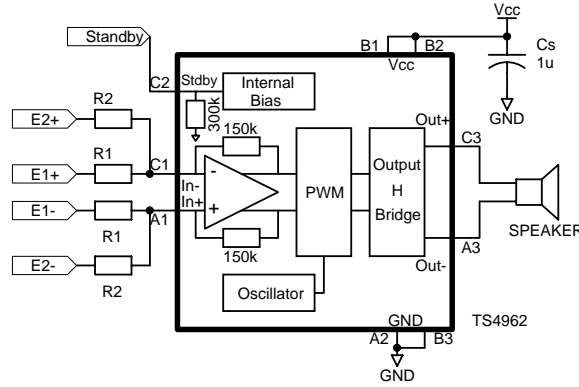 Vcc
Standby
B1
B2
Vcc
Cs
1u
C2
Stdby
Internal
Bias
300k
GND
R2
E2+
150k
Out+
C3
R1
C1
E1+
In-
-
PWM
Output
H
Bridge
In+
+
E1-
A1
R1
SPEAKER
150k
A3
E2-
Out-
R2
Oscillator
GND
TS4962
A2
B3
GND